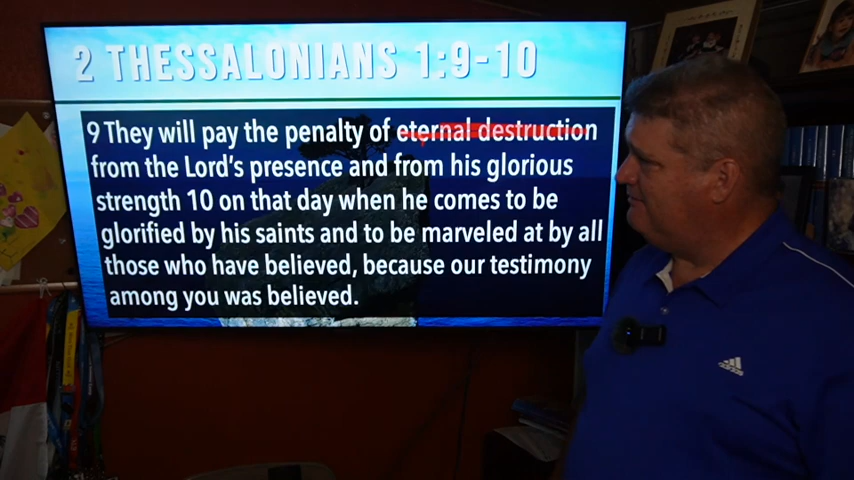 2 THESSALONIANS 1:9-10
9 They will pay the penalty of eternal destruction
from the Lord's presence and from his glorious
strength 10 on that day when he comes to be
glorified by his saints and to be marveled at by all
those who have believed, because our testimony
among you was believed.